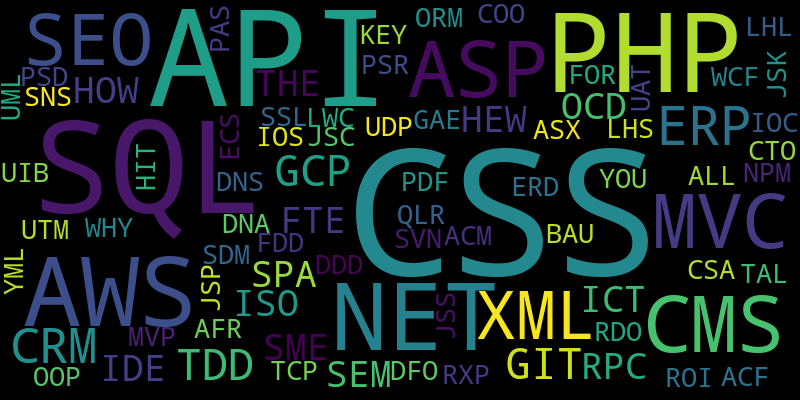 SEO
PAS
API
KEY
ORM
COO
PHP
LHL
PSD
SNS
UML
HOW
THE
PSR
ASP
FOR
UAT
WCF
JSK
OCD
SQL
ECS
SSL
LWC
IOS
JSC
UDP
GAE
HEW
ASX
LHS
ERP
IOC
CTO
UIB
HIT
DNS
GCP
CSS
PDF
ERD
YOU
ALL
NPM
UTM
WHY
DNA
FTE
QLR
SVN
ACM
BAU
MVC
YML
AWS
SDM
FDD
DDD
JSP
SPA
ISO
NET
JSS
XML
ICT
CSA
TAL
CMS
CRM
MVP
AFR
SME
RDO
OOP
IDE
TDD
TCP
SEM
DFO
RXP
GIT
RPC
ROI
ACF